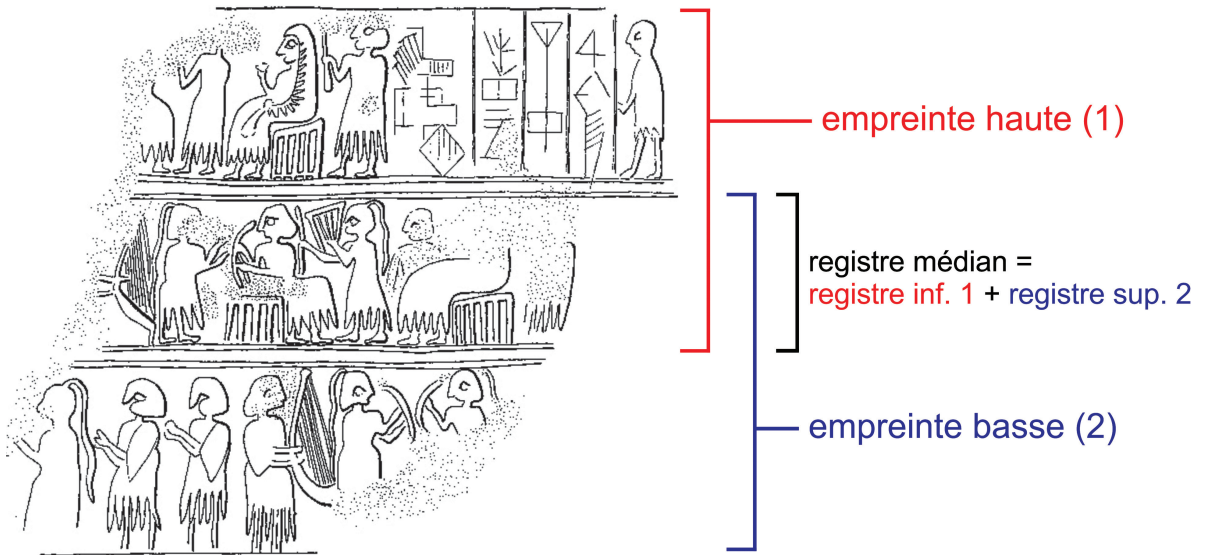 empreinte haute (1)
registre médian =
registre inf. 1 + registre sup. 2
empreinte basse (2)